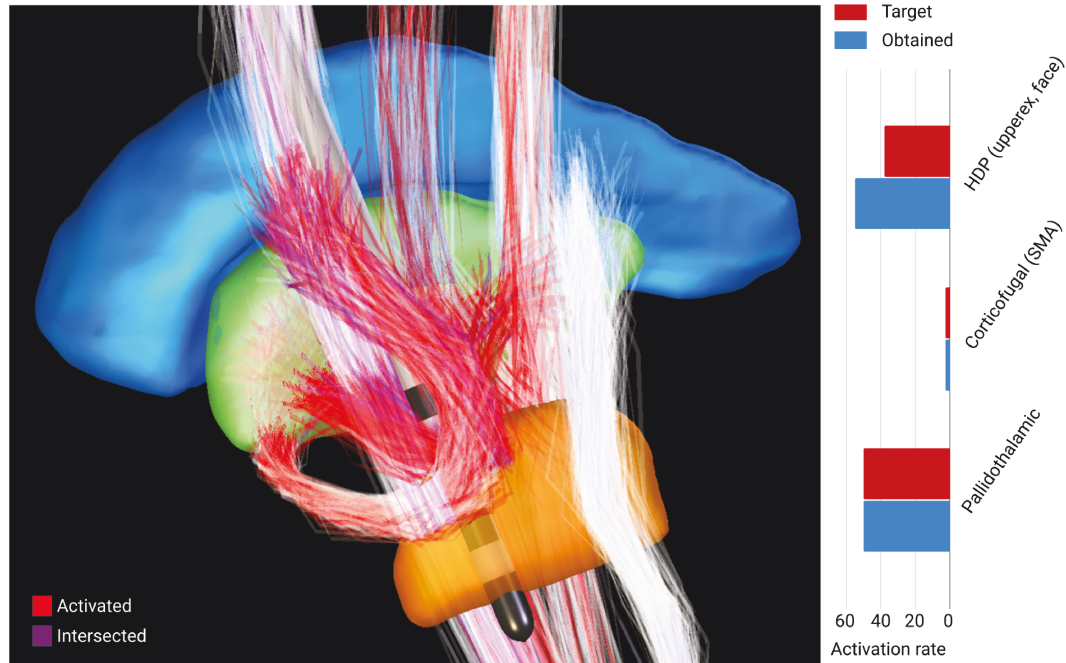 Target
Obtained
HDP (upperex, face)
Corticofugal (SMA)
Pallidothalamic
60 40 20 0
Activation rate
Activated
Intersected